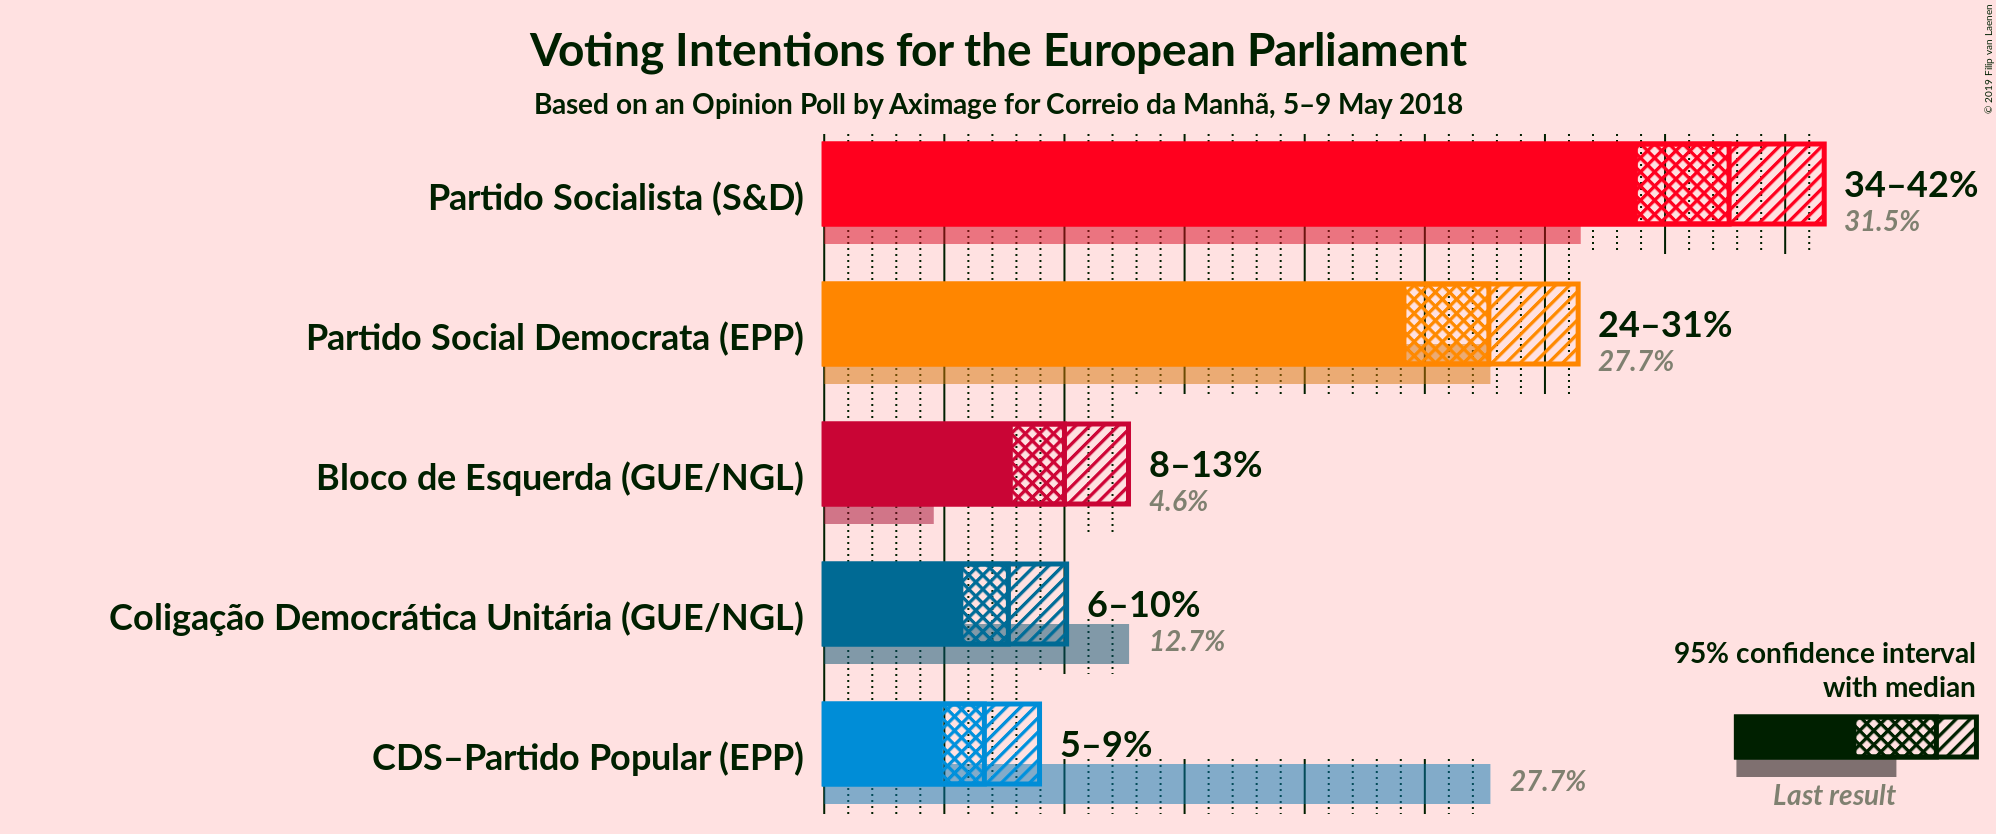 Voting Intentions for the European Parliament
Based on an Opinion Poll by Aximage for Correio da Manhã, 5–9 May 2018
© 2019 Filip van Laenen
Partido Socialista (S&D)
34–42%
31.5%
Partido Social Democrata (EPP)
24–31%
27.7%
Bloco de Esquerda (GUE/NGL)
8–13%
4.6%
Coligação Democrática Unitária (GUE/NGL)
6–10%
12.7%
CDS–Partido Popular (EPP)
5–9%
27.7%
95% confidence interval
with median
Last result